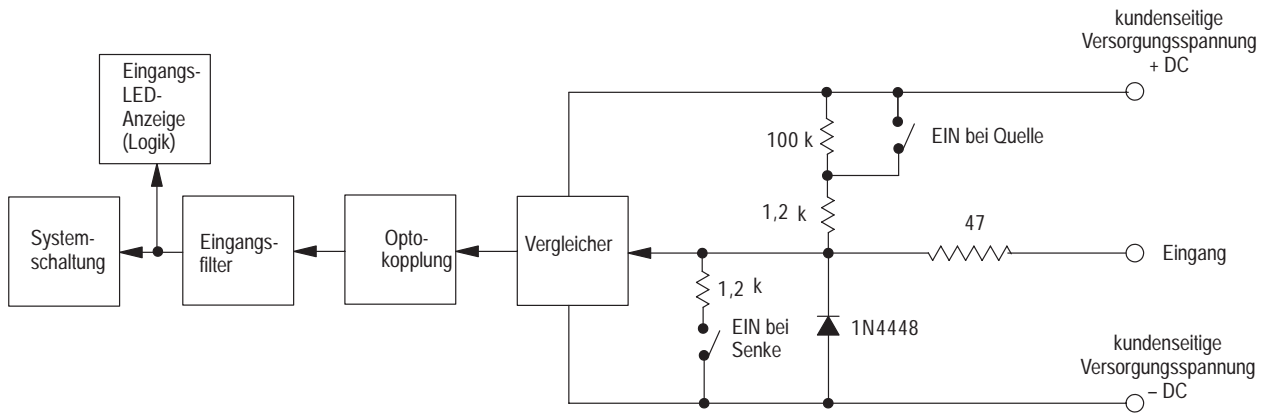 kundenseitige
Versorgungsspannung
+ DC
Eingangs-
LED-
Anzeige
(Logik)
100 k
EIN bei Quelle
1,2 k
47
System-
schaltung
Eingangs-
filter
Opto-
kopplung
Vergleicher
Eingang
1,2 k
EIN bei
Senke
1N4448
kundenseitige
Versorgungsspannung
– DC